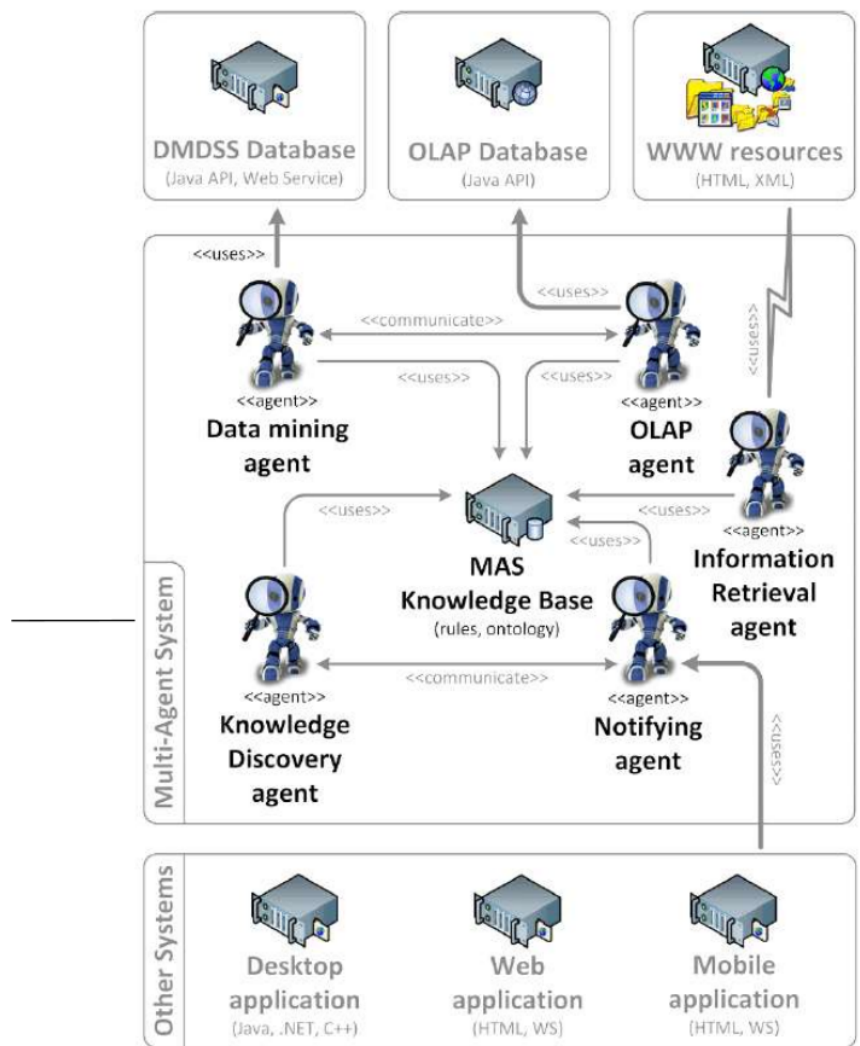 DMDSS Database
(Java API, Web Service)
OLAP Database
(Java API)
WWW resources
(HTML, XML)
<<uses>>
<<uses>>
<<communicate>>
<<uses>>
<<uses>>
<<uses>>
<<agent>>
Data mining
agent
<<agent>>
OLAP
agent
<<uses>>
<<uses>>
<<uses>>
<<agent>>
Information
Retrieval
agent
MAS
Knowledge Base
(rules, ontology)
<<agent>>
Knowledge
Discovery
agent
<<communicate>>
<<agent>>
Notifying
agent
<<uses>>
Multi-Agent System
Other Systems
Desktop
application
(Java, .NET, C++)
Web
application
(HTML, WS)
Mobile
application
(HTML, WS)